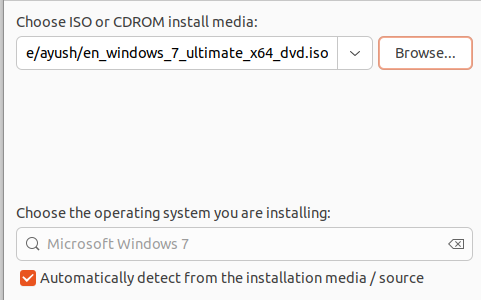 Choose ISO or CDROM install media:
e/ayush/en_windows_7_ultimate_x64_dvd.iso Browse...
Choose the operating system you are installing:
Microsoft Windows 7
Automatically detect from the installation media / source